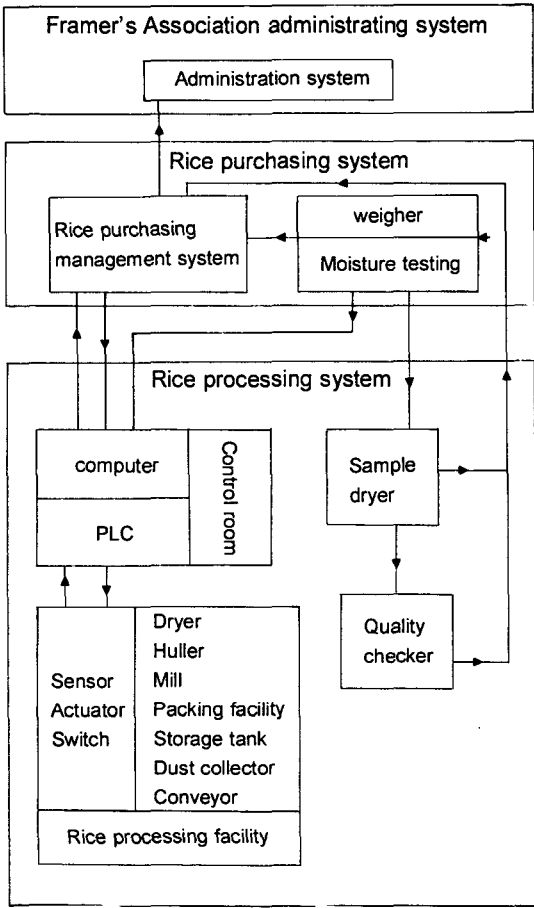 Framer's Association administrating system
Administration system
Rice purchasing system
Rice purchasing
management system
weigher
Moisture testing
Rice processing system
computer
PLC
Control room
Sample
dryer
Quality
checker
Sensor
Actuator
Switch
Dryer
Huller
Mill
Packing facility
Storage tank
Dust collector
Conveyor
Rice processing facility